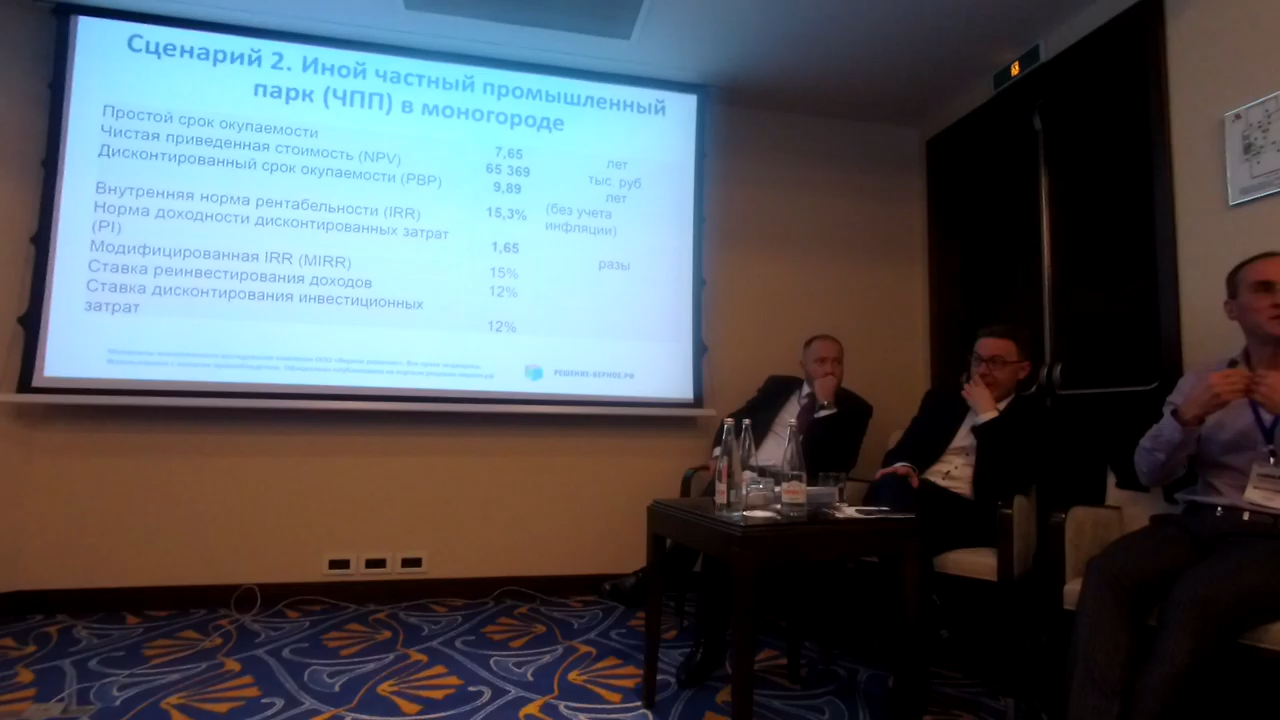 Сценарий 2. Иной частный промышленный
парк (ЧПП) в моногороде
Простой срок окупаемости 7,65 лет
Чистая приведенная стоимость (NPV) 65 369 тыс. руб
Дисконтированный срок окупаемости (PBP) 9,89 лет
Внутренняя норма рентабельности (IRR) 15,3% (без учета
инфляции)
Норма доходности дисконтированных затрат
(PI) 1,65 разы
Модифицированная IRR (MIRR) 15%
Ставка реинвестирования доходов 12%
Ставка дисконтирования инвестиционных
затрат 12%
РЕШЕНИЕ-ВЕРНОЕ.РФ